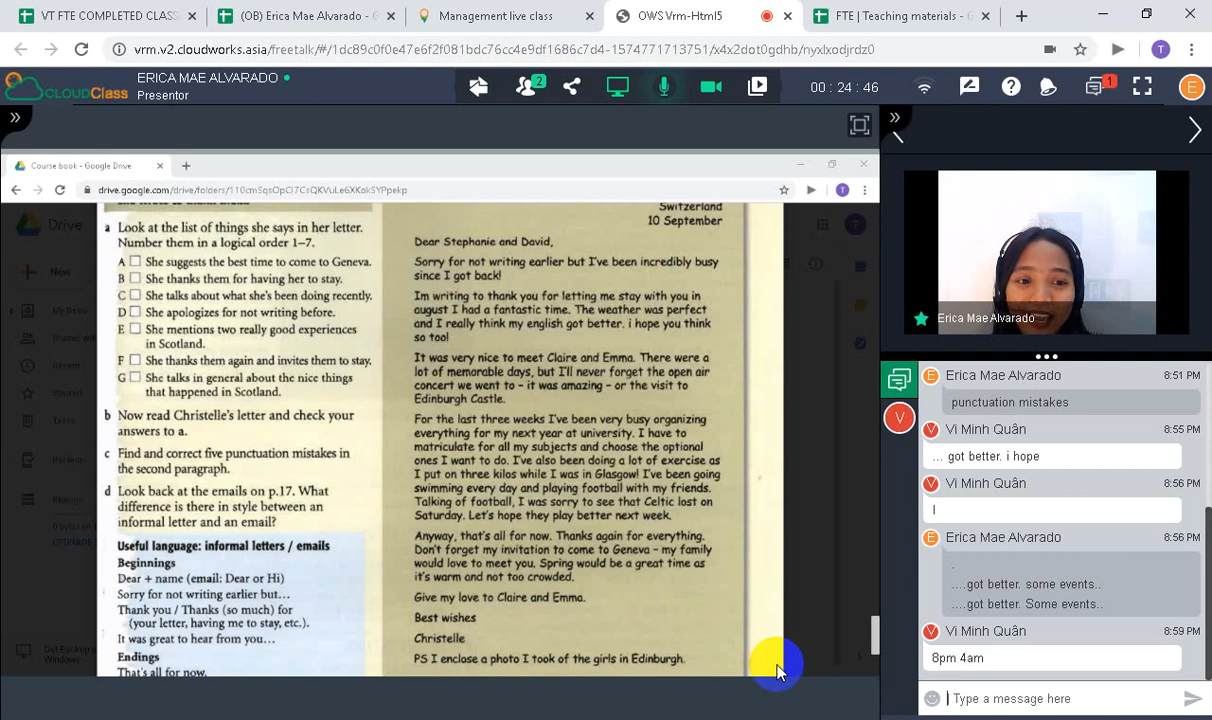 VT FTE COMPLETED CLASS
(OB) Erica Mae Alvarado - G
Management live class
OWS Vrm-Html5
FTE | Teaching materials - G
vrm.v2.cloudworks.asia/freetalk/#/1dc89c0f0e47e6f2f081bdc76cc4e9df1686c7d4-1574771713751/x4x2dot0gdhb/nyxlxodjrdz0
T
CLOUDCLASS
ERICA MAE ALVARADO
Presentor
2
00 : 24 : 46
1
E
Course book - Google Drive
T
Drive
New
a Look at the list of things she says in her letter.
Number them in a logical order 1–7.
A She suggests the best time to come to Geneva.
B She thanks them for having her to stay.
C She talks about what she's been doing recently.
D She apologizes for not writing before.
E She mentions two really good experiences
in Scotland.
F She thanks them again and invites them to stay.
G She talks in general about the nice things
that happened in Scotland.
b Now read Christelle's letter and check your
answers to a.
c Find and correct five punctuation mistakes in
the second paragraph.
d Look back at the emails on p.17. What
difference is there in style between an
informal letter and an email?
Useful language: informal letters / emails
Beginnings
Dear + name (email: Dear or Hi)
Sorry for not writing earlier but...
Thank you / Thanks (so much) for
(your letter, having me to stay, etc.).
It was great to hear from you...
Endings
That's all for now.
Switzerland
10 September
Dear Stephanie and David,
Sorry for not writing earlier but I've been incredibly busy
since I got back!
Im writing to thank you for letting me stay with you in
august I had a fantastic time. The weather was perfect
and I really think my english got better. i hope you think
so too!
It was very nice to meet Claire and Emma. There were a
lot of memorable days, but I'll never forget the open air
concert we went to – it was amazing – or the visit to
Edinburgh Castle.
For the last three weeks I've been very busy organizing
everything for my next year at university. I have to
matriculate for all my subjects and choose the optional
ones I want to do. I've also been doing a lot of exercise as
I put on three kilos while I was in Glasgow! I've been going
swimming every day and playing football with my friends.
Talking of football, I was sorry to see that Celtic lost on
Saturday. Let's hope they play better next week.
Anyway, that's all for now. Thanks again for everything.
Don't forget my invitation to come to Geneva – my family
would love to meet you. Spring would be a great time as
it's warm and not too crowded.
Give my love to Claire and Emma.
Best wishes
Christelle
PS I enclose a photo I took of the girls in Edinburgh.
Erica Mae Alvarado
E Erica Mae Alvarado 8:51 PM
punctuation mistakes
V
V Vi Minh Quân 8:55 PM
... got better. i hope
V Vi Minh Quân 8:56 PM
I
E Erica Mae Alvarado 8:56 PM
.
....got better. some events..
....got better. Some events..
V Vi Minh Quân 8:59 PM
8pm 4am
Type a message here